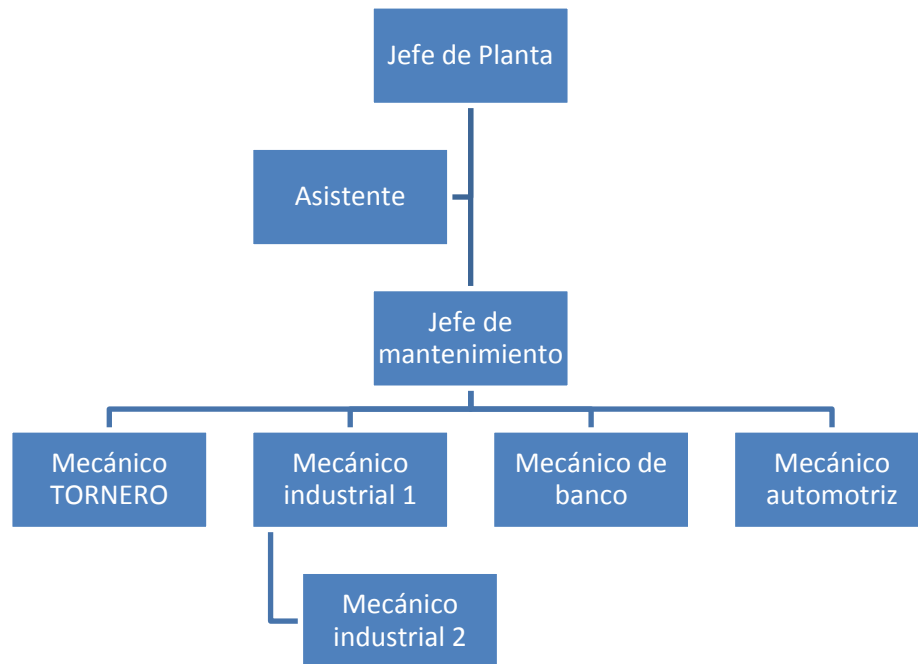 Jefe de Planta
Asistente
Jefe de
mantenimiento
Mecánico
TORNERO
Mecánico
industrial 1
Mecánico de
banco
Mecánico
automotriz
Mecánico
industrial 2